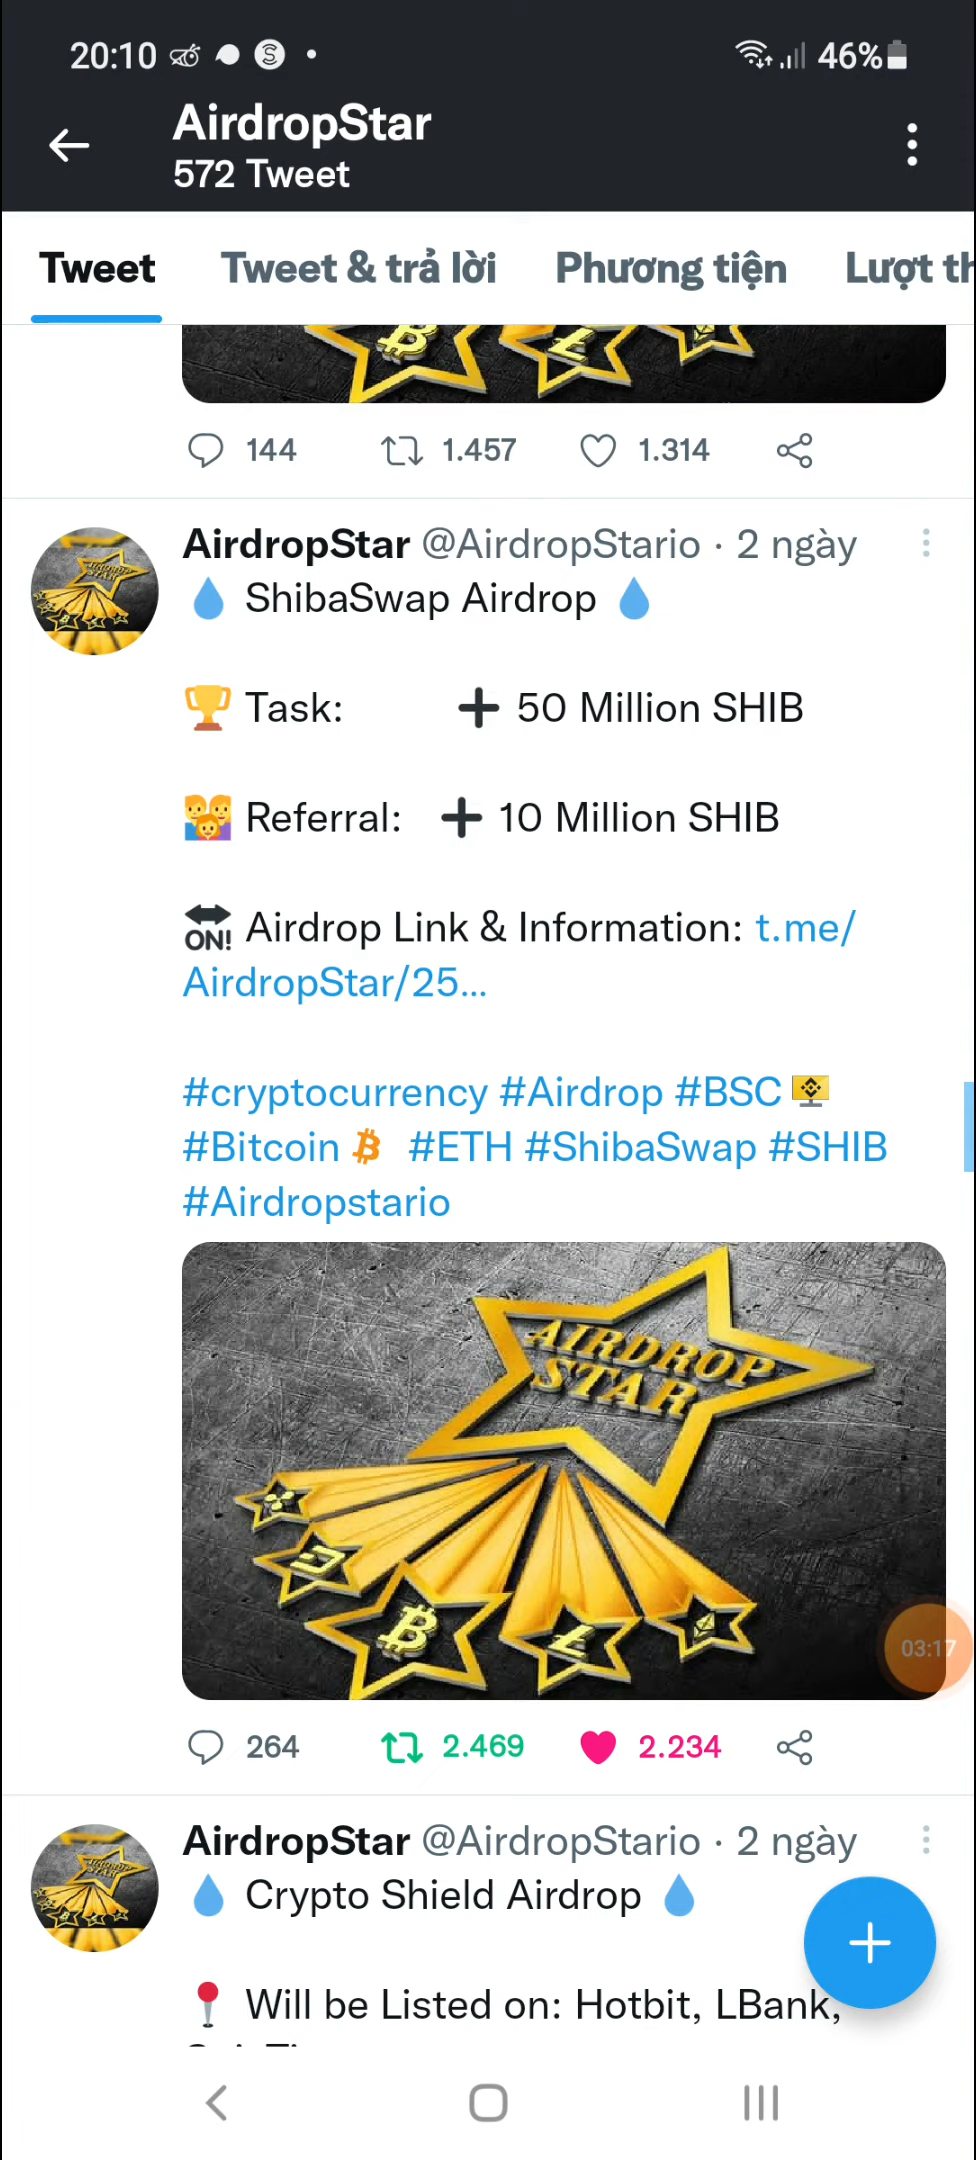 20:10
46%
AirdropStar
572 Tweet
Tweet
Tweet & trả lời
Phương tiện
Lượt th
144
1.457
1.314
AirdropStar @AirdropStario · 2 ngày
💧 ShibaSwap Airdrop 💧
🏆 Task: ➕ 50 Million SHIB
👨‍👩‍👧 Referral: ➕ 10 Million SHIB
🔛 Airdrop Link & Information: t.me/
AirdropStar/25...
#cryptocurrency #Airdrop #BSC
#Bitcoin #ETH #ShibaSwap #SHIB
#Airdropstario
AIRDROP
STAR
03:17
264
2.469
2.234
AirdropStar @AirdropStario · 2 ngày
💧 Crypto Shield Airdrop 💧
📍 Will be Listed on: Hotbit, LBank,